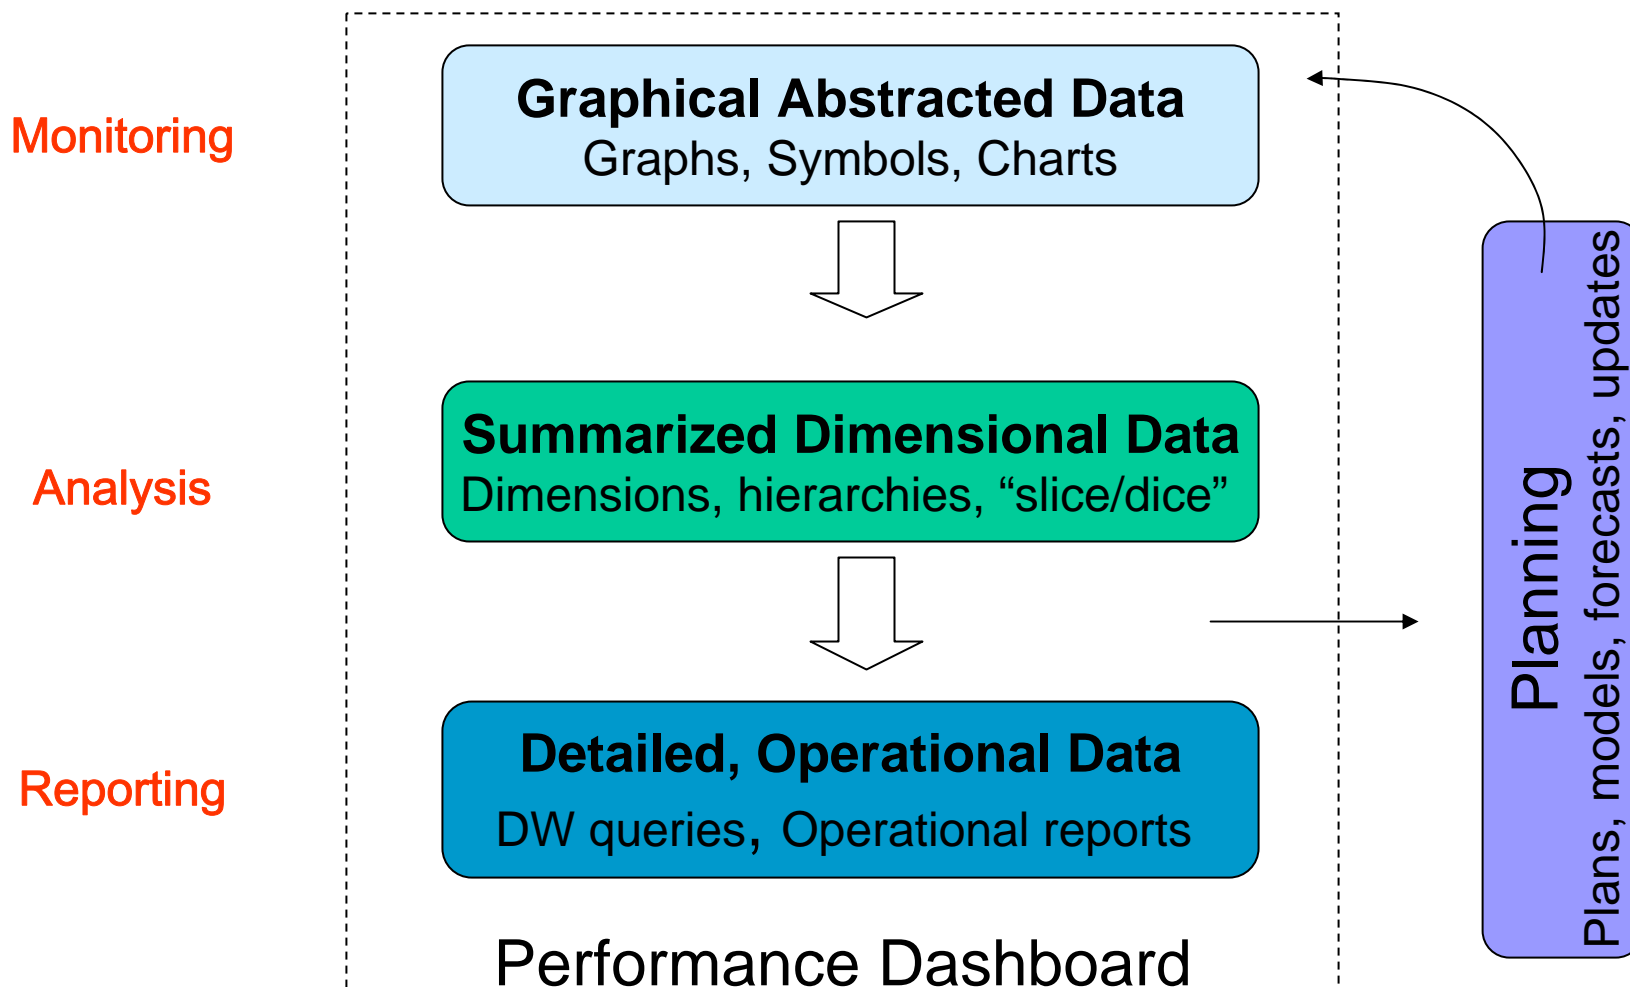 Monitoring
Graphical Abstracted Data
Graphs, Symbols, Charts
Analysis
Summarized Dimensional Data
Dimensions, hierarchies, “slice/dice”
Reporting
Detailed, Operational Data
DW queries, Operational reports
Performance Dashboard
Planning
Plans, models, forecasts, updates